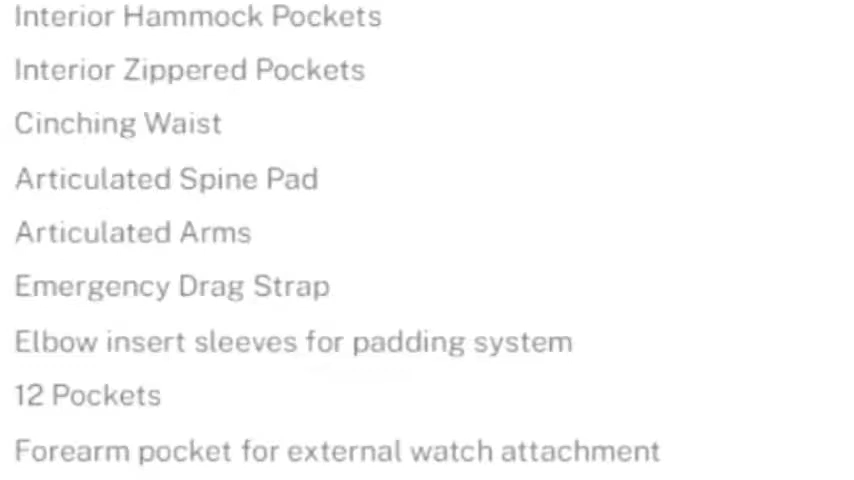 Interior Hammock Pockets
Interior Zippered Pockets
Cinching Waist
Articulated Spine Pad
Articulated Arms
Emergency Drag Strap
Elbow insert sleeves for padding system
12 Pockets
Forearm pocket for external watch attachment